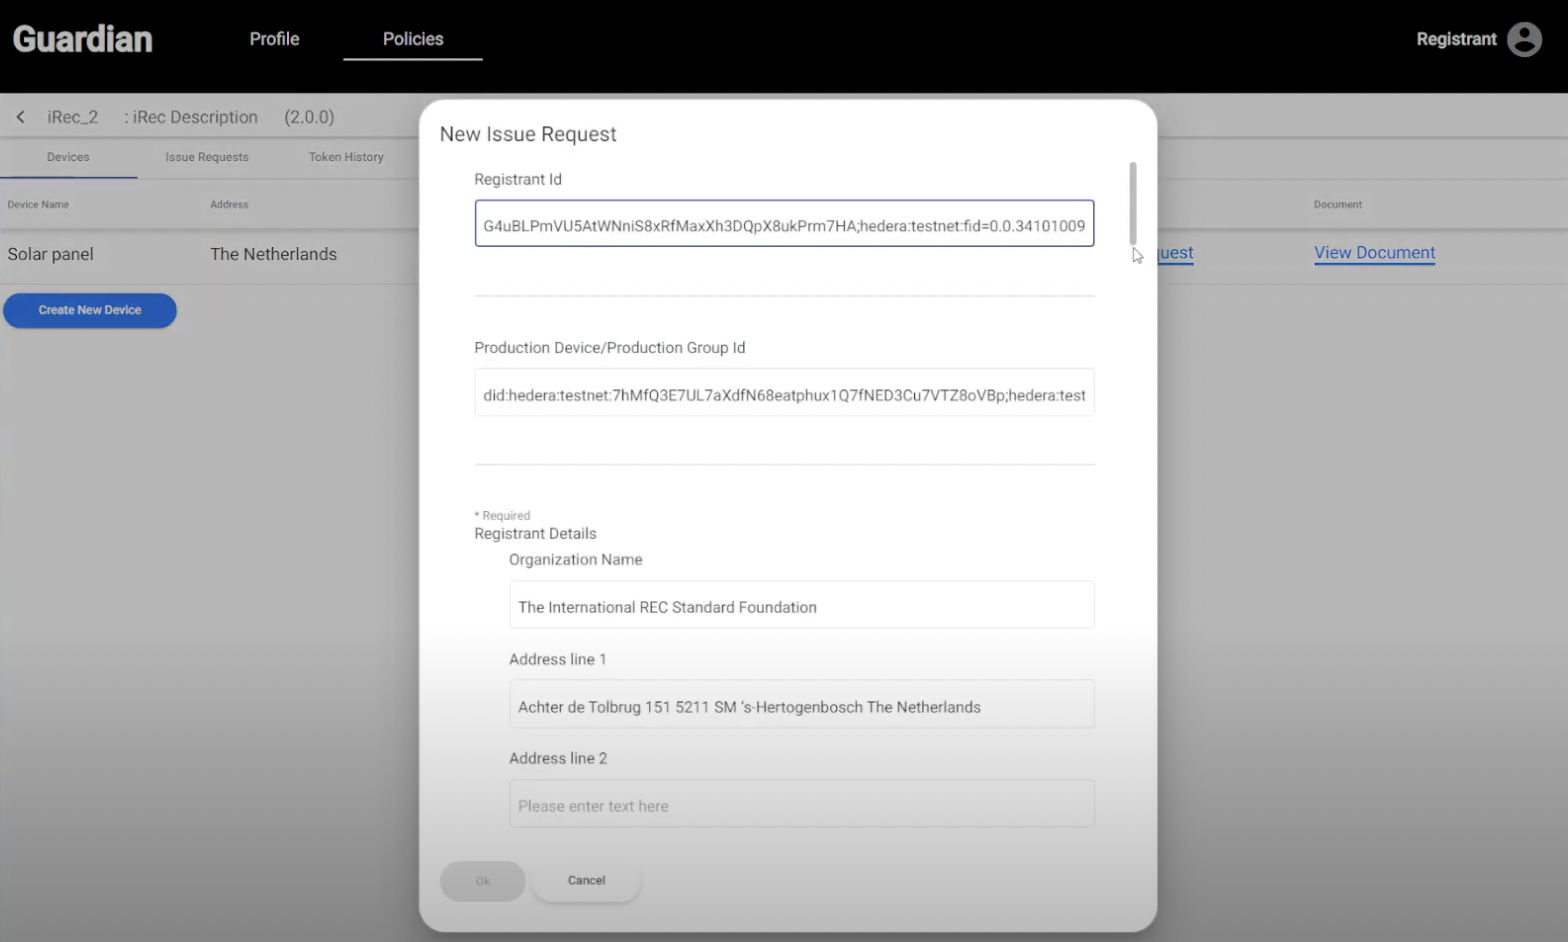 Guardian
Profile
Policies
Registrant
iRec_2 : iRec Description (2.0.0)
Devices
Issue Requests
Token History
Device Name
Address
Document
Solar panel
The Netherlands
uest
View Document
Create New Device
New Issue Request
Registrant Id
G4uBLPmVU5AtWNniS8xRfMaxXh3DQpX8ukPrm7HA;hedera:testnet:fid=0.0.34101009
Production Device/Production Group Id
did:hedera:testnet:7hMfQ3E7UL7aXdfN68eatphux1Q7fNED3Cu7VTZ8oVBp;hedera:test
* Required
Registrant Details
Organization Name
The International REC Standard Foundation
Address line 1
Achter de Tolbrug 151 5211 SM ‘s-Hertogenbosch The Netherlands
Address line 2
Please enter text here
Ok
Cancel